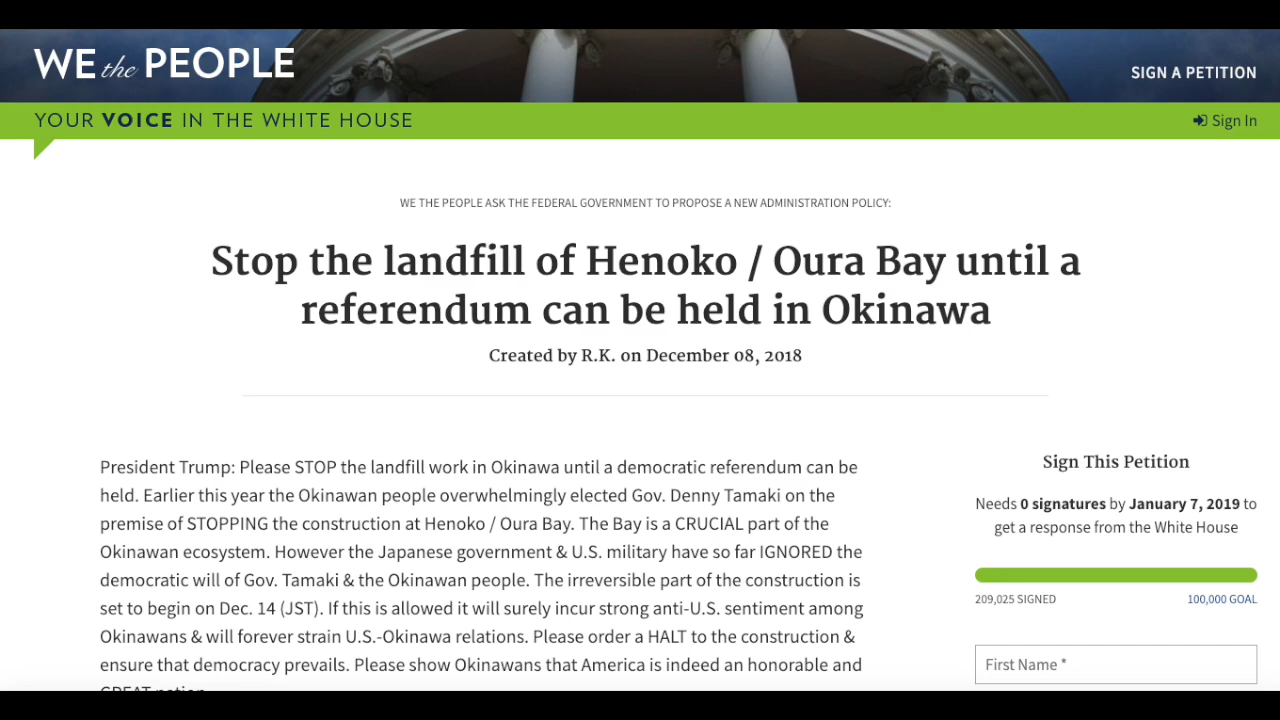 WE the PEOPLE
SIGN A PETITION
YOUR VOICE IN THE WHITE HOUSE
Sign In
WE THE PEOPLE ASK THE FEDERAL GOVERNMENT TO PROPOSE A NEW ADMINISTRATION POLICY:
Stop the landfill of Henoko / Oura Bay until a
referendum can be held in Okinawa
Created by R.K. on December 08, 2018
President Trump: Please STOP the landfill work in Okinawa until a democratic referendum can be
held. Earlier this year the Okinawan people overwhelmingly elected Gov. Denny Tamaki on the
premise of STOPPING the construction at Henoko / Oura Bay. The Bay is a CRUCIAL part of the
Okinawan ecosystem. However the Japanese government & U.S. military have so far IGNORED the
democratic will of Gov. Tamaki & the Okinawan people. The irreversible part of the construction is
set to begin on Dec. 14 (JST). If this is allowed it will surely incur strong anti-U.S. sentiment among
Okinawans & will forever strain U.S.-Okinawa relations. Please order a HALT to the construction &
ensure that democracy prevails. Please show Okinawans that America is indeed an honorable and
GREAT nation
Sign This Petition
Needs 0 signatures by January 7, 2019 to
get a response from the White House
209,025 SIGNED
100,000 GOAL
First Name *